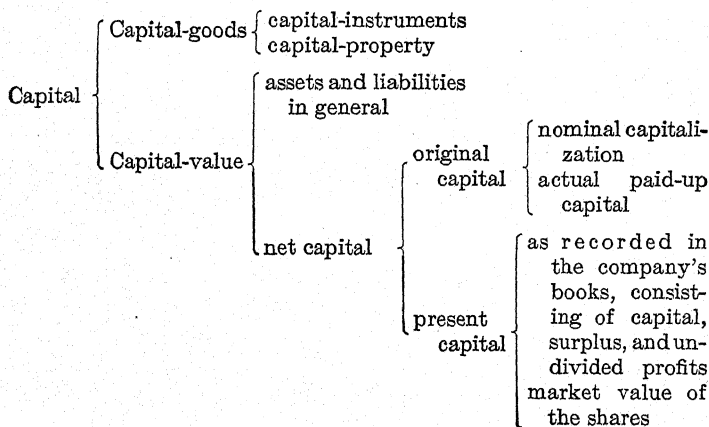 Capital
Capital-goods
capital-instruments
capital-property
Capital-value
assets and liabilities
in general
net capital
original
capital
nominal capitali-
zation
actual paid-up
capital
present
capital
as recorded in
the company's
books, consist-
ing of capital,
surplus, and un-
divided profits
market value of
the shares